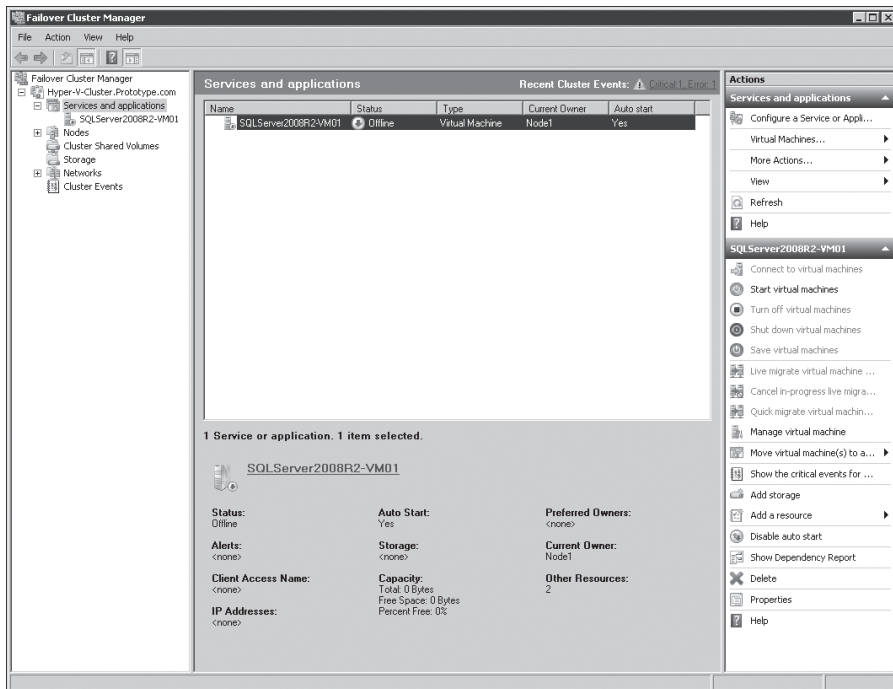 Failover Cluster Manager
File Action View Help
Failover Cluster Manager
Hyper-V-Cluster.Prototype.com
Services and applications
SQLServer2008R2-VM01
Nodes
Cluster Shared Volumes
Storage
Networks
Cluster Events
Services and applications Recent Cluster Events: Critical:1, Error: 1
Name Status Type Current Owner Auto start
SQLServer2008R2-VM01 Offline Virtual Machine Node1 Yes
1 Service or application. 1 item selected.
SQLServer2008R2-VM01
Status: Auto Start: Preferred Owners:
Offline Yes <none>
Alerts: Storage: Current Owner:
<none> <none> Node1
Client Access Name: Capacity: Other Resources:
<none> Total: 0 Bytes 2
Free Space: 0 Bytes
IP Addresses: Percent Free: 0%
<none>
Actions
Services and applications
Configure a Service or Appli...
Virtual Machines...
More Actions...
View
Refresh
Help
SQLServer2008R2-VM01
Connect to virtual machines
Start virtual machines
Turn off virtual machines
Shut down virtual machines
Save virtual machines
Live migrate virtual machine ...
Cancel in-progress live migra...
Quick migrate virtual machin...
Manage virtual machine
Move virtual machine(s) to a...
Show the critical events for ...
Add storage
Add a resource
Disable auto start
Show Dependency Report
Delete
Properties
Help